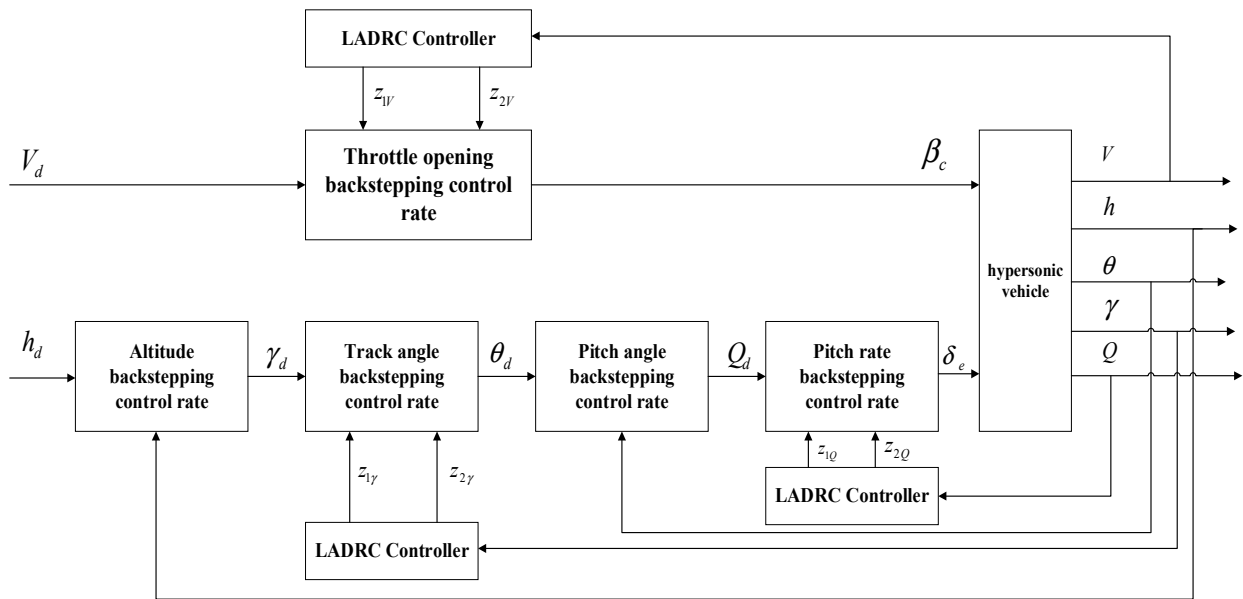 LADRC Controller
z1V
z2V
Vd
Throttle opening
backstepping control
rate
βc
hypersonic
vehicle
V
h
θ
γ
Q
hd
Altitude
backstepping
control rate
γd
Track angle
backstepping
control rate
θd
Pitch angle
backstepping
control rate
Qd
Pitch rate
backstepping
control rate
δe
z1γ
z2γ
z1Q
z2Q
LADRC Controller
LADRC Controller